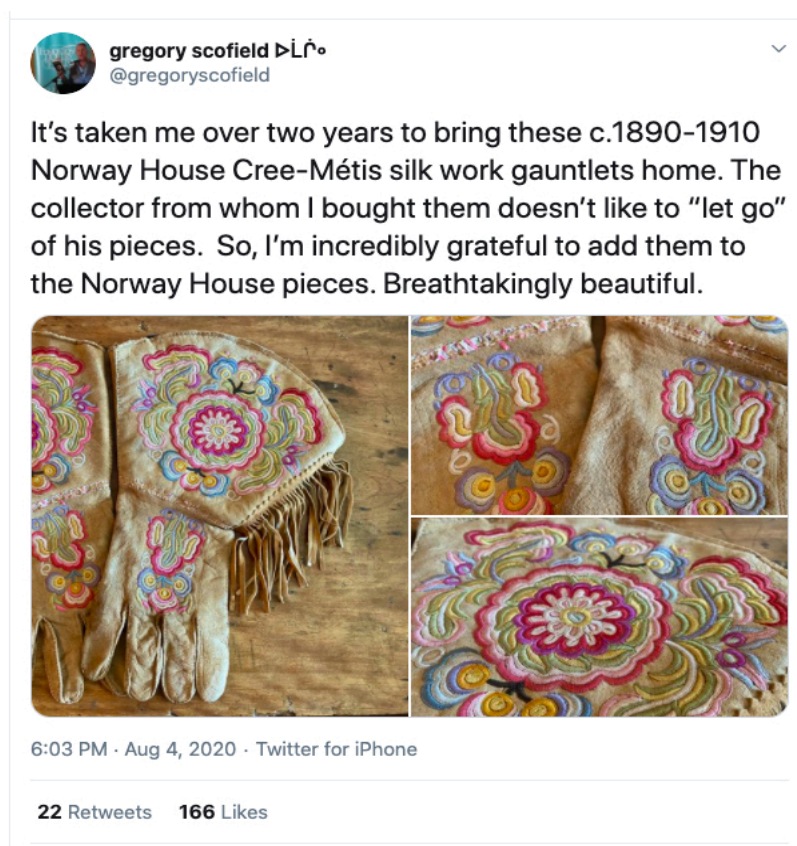 gregory scofield ᐅᒫᒌᐤ
@gregoryscofield
It’s taken me over two years to bring these c.1890-1910
Norway House Cree-Métis silk work gauntlets home. The
collector from whom I bought them doesn’t like to “let go”
of his pieces.  So, I’m incredibly grateful to add them to
the Norway House pieces. Breathtakingly beautiful.
6:03 PM · Aug 4, 2020 · Twitter for iPhone
22 Retweets 166 Likes